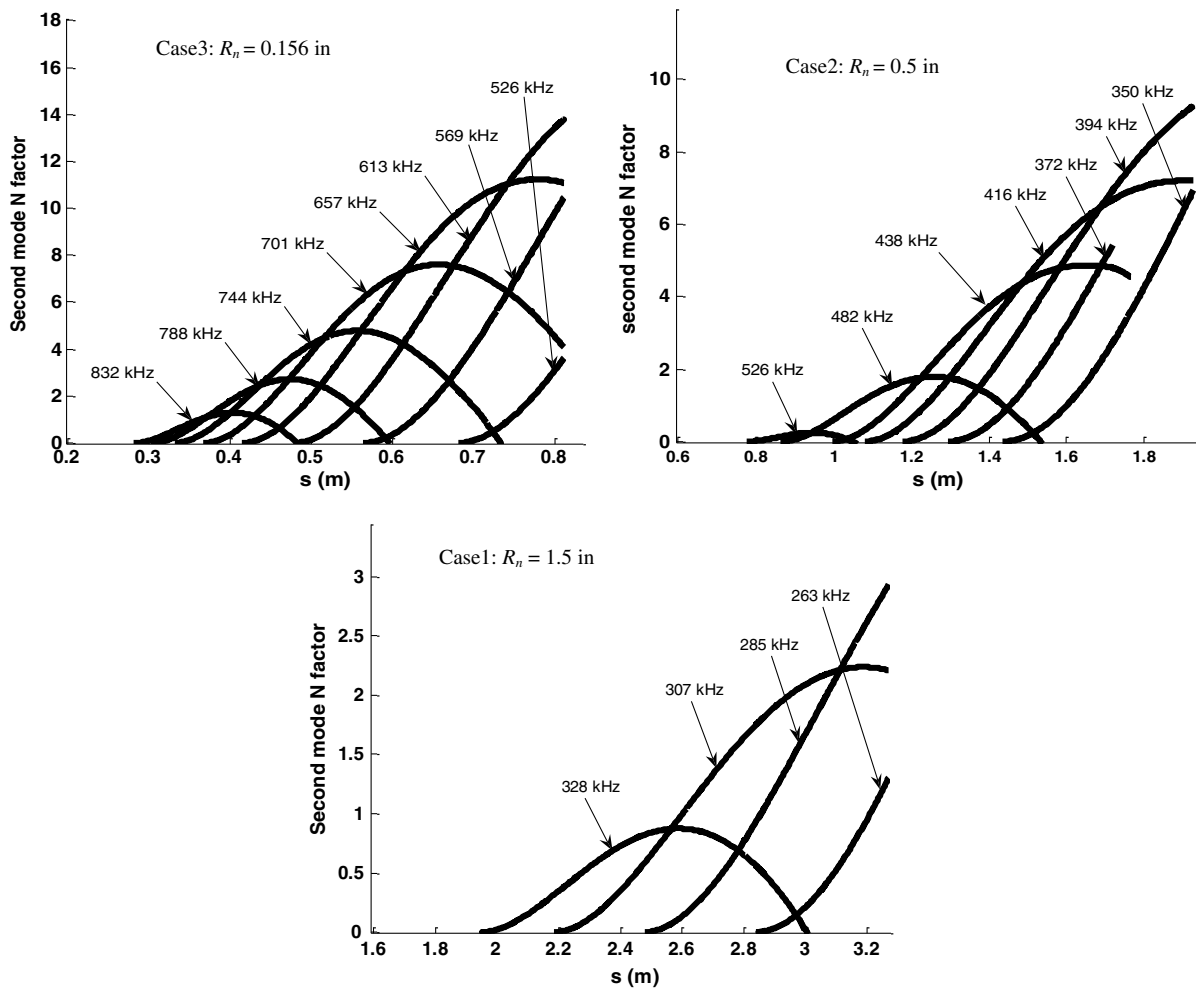 Case3: Rn = 0.156 in
Second mode N factor
18
16
14
12
10
8
6
4
2
0
0.2
0.3
0.4
0.5
0.6
0.7
0.8
s (m)
832 kHz
788 kHz
744 kHz
701 kHz
657 kHz
613 kHz
569 kHz
526 kHz
Case2: Rn = 0.5 in
second mode N factor
10
8
6
4
2
0
0.6
0.8
1
1.2
1.4
1.6
1.8
s (m)
526 kHz
482 kHz
438 kHz
416 kHz
372 kHz
394 kHz
350 kHz
Case1: Rn = 1.5 in
Second mode N factor
3
2.5
2
1.5
1
0.5
0
1.6
1.8
2
2.2
2.4
2.6
2.8
3
3.2
s (m)
328 kHz
307 kHz
285 kHz
263 kHz